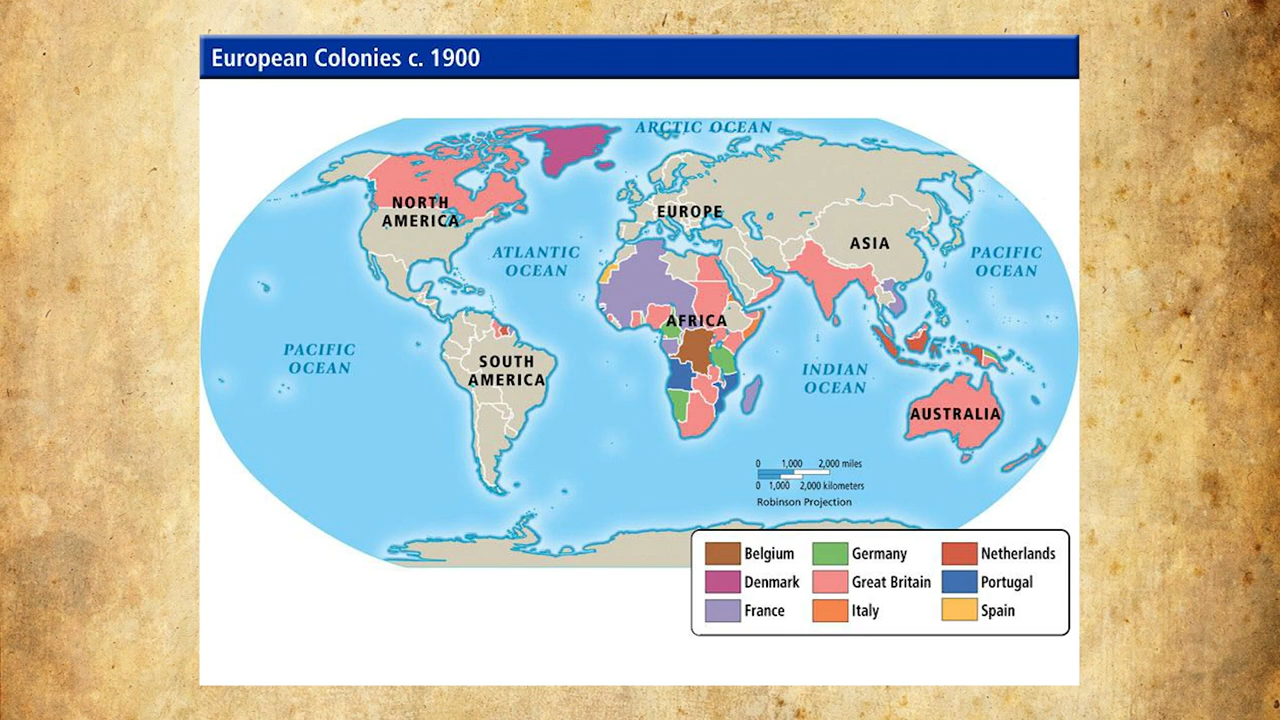 European Colonies c. 1900
ARCTIC OCEAN
NORTH
AMERICA
EUROPE
ASIA
ATLANTIC
OCEAN
PACIFIC
OCEAN
AFRICA
PACIFIC
OCEAN
SOUTH
AMERICA
INDIAN
OCEAN
AUSTRALIA
0 1,000 2,000 miles
0 1,000 2,000 kilometers
Robinson Projection
Belgium
Denmark
France
Germany
Great Britain
Italy
Netherlands
Portugal
Spain